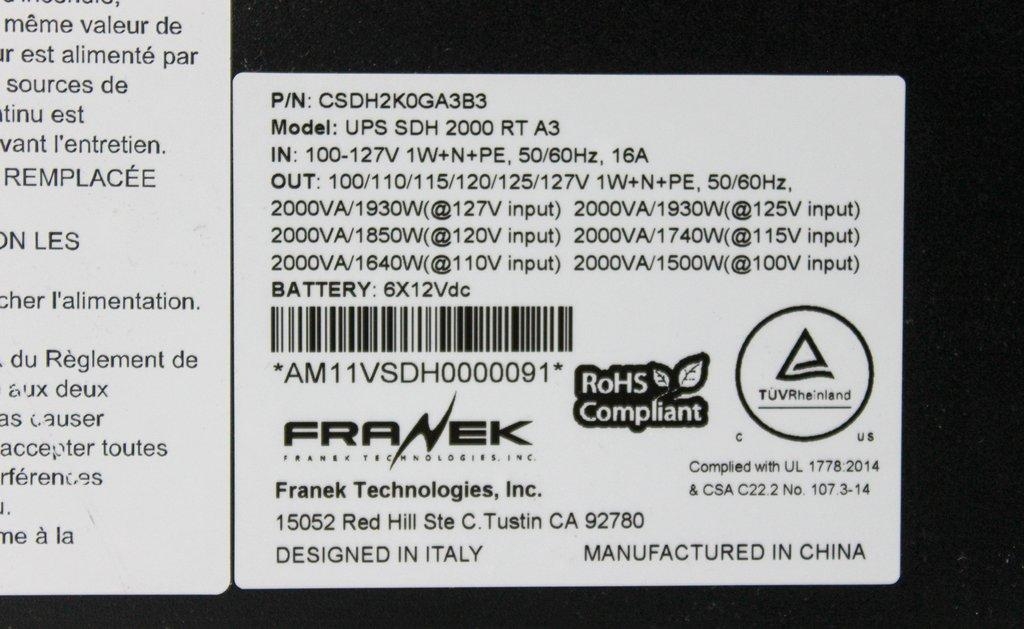 même valeur de
ur est alimenté par
sources de
ntinu est
vant l'entretien.
REMPLACÉE
ON LES
cher l'alimentation.
du Règlement de
aux deux
as causer
accepter toutes
rférences
me à la
P/N: CSDH2K0GA3B3
Model: UPS SDH 2000 RT A3
IN: 100-127V 1W+N+PE, 50/60Hz, 16A
OUT: 100/110/115/120/125/127V 1W+N+PE, 50/60Hz,
2000VA/1930W(@127V input) 2000VA/1930W(@125V input)
2000VA/1850W(@120V input) 2000VA/1740W(@115V input)
2000VA/1640W(@110V input) 2000VA/1500W(@100V input)
BATTERY: 6X12Vdc
*AM11VSDH0000091*
RoHS
Compliant
TÜVRheinland
C US
FRANEK
FRANEK TECHNOLOGIES, INC.
Complied with UL 1778:2014
& CSA C22.2 No. 107.3-14
Franek Technologies, Inc.
15052 Red Hill Ste C.Tustin CA 92780
DESIGNED IN ITALY MANUFACTURED IN CHINA